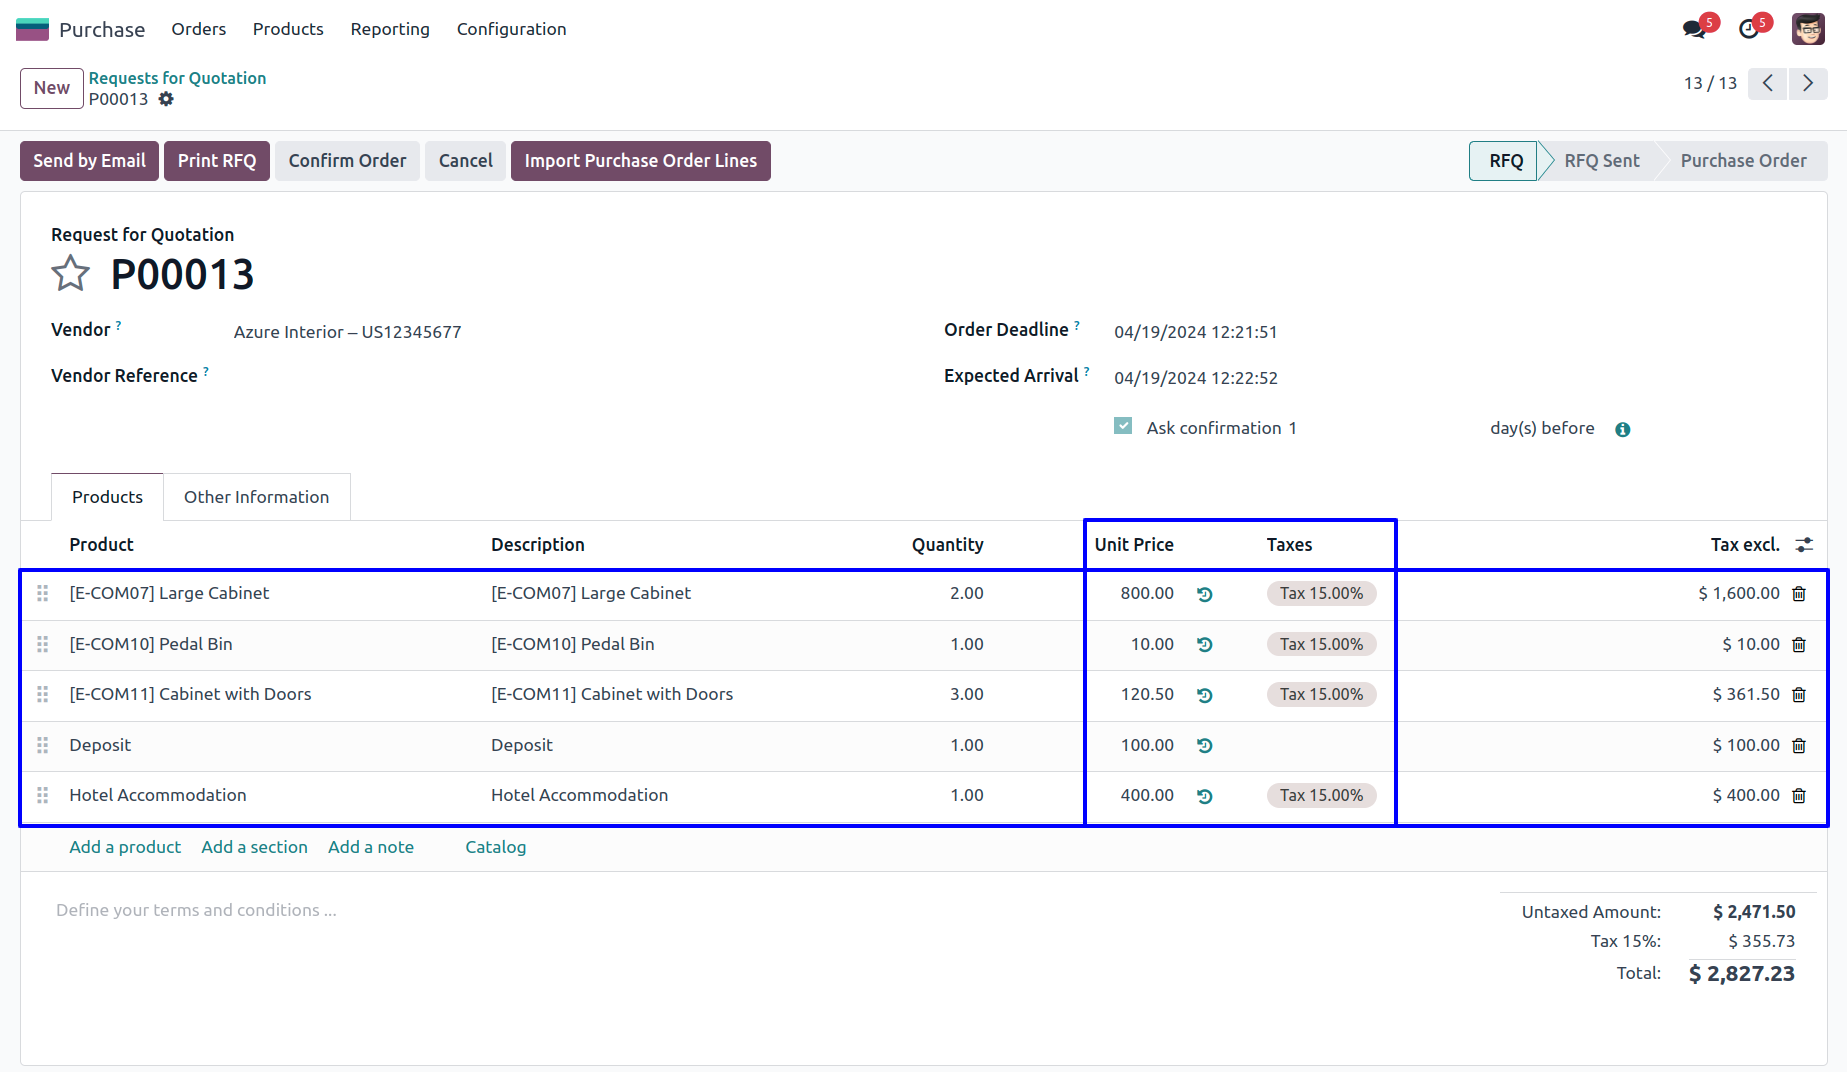 Purchase Orders Products Reporting Configuration 5 5
New Requests for Quotation
P00013 13 / 13
Send by Email Print RFQ Confirm Order Cancel Import Purchase Order Lines RFQ RFQ Sent Purchase Order
Request for Quotation
P00013
Vendor ? Azure Interior – US12345677 Order Deadline ? 04/19/2024 12:21:51
Vendor Reference ? Expected Arrival ? 04/19/2024 12:22:52
Ask confirmation 1 day(s) before
Products Other Information
Product Description Quantity Unit Price Taxes Tax excl.
[E-COM07] Large Cabinet [E-COM07] Large Cabinet 2.00 800.00 Tax 15.00% $ 1,600.00
[E-COM10] Pedal Bin [E-COM10] Pedal Bin 1.00 10.00 Tax 15.00% $ 10.00
[E-COM11] Cabinet with Doors [E-COM11] Cabinet with Doors 3.00 120.50 Tax 15.00% $ 361.50
Deposit Deposit 1.00 100.00 $ 100.00
Hotel Accommodation Hotel Accommodation 1.00 400.00 Tax 15.00% $ 400.00
Add a product Add a section Add a note Catalog
Define your terms and conditions ... Untaxed Amount: $ 2,471.50
Tax 15%: $ 355.73
Total: $ 2,827.23